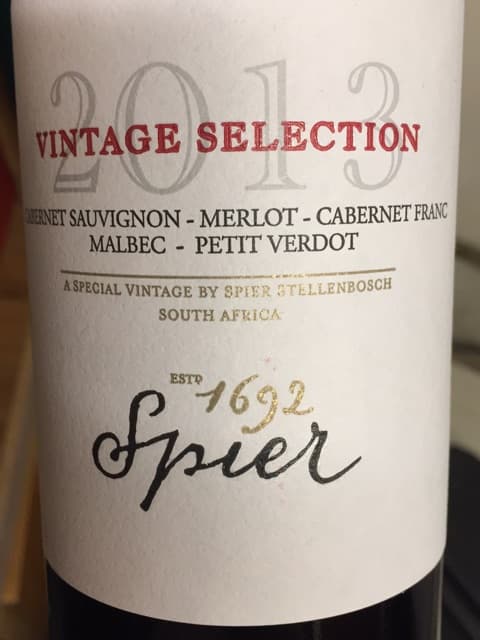 2013
VINTAGE SELECTION
CABERNET SAUVIGNON - MERLOT - CABERNET FRANC
MALBEC - PETIT VERDOT
A SPECIAL VINTAGE BY SPIER STELLENBOSCH
SOUTH AFRICA
ESTD 1692
Spier